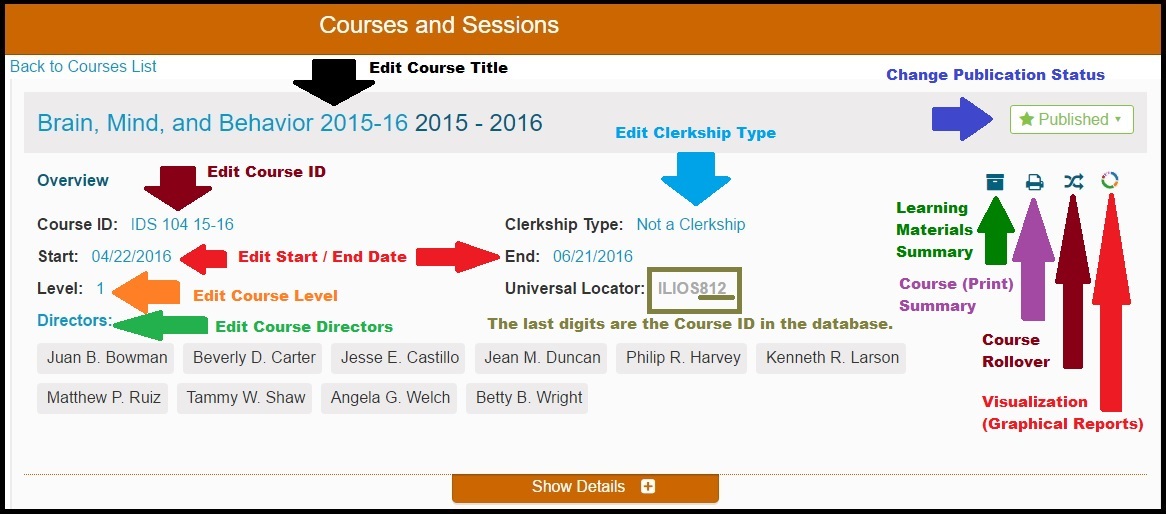 Courses and Sessions
Back to Courses List
Edit Course Title
Change Publication Status
Brain, Mind, and Behavior 2015-16 2015 - 2016
Edit Clerkship Type
Published
Overview
Edit Course ID
Course ID: IDS 104 15-16
Clerkship Type: Not a Clerkship
Learning
Materials
Summary
Start: 04/22/2016
Edit Start / End Date
End: 06/21/2016
Level: 1
Edit Course Level
Universal Locator: ILIOS812
Course (Print)
Summary
Directors:
Edit Course Directors
The last digits are the Course ID in the database.
Course
Rollover
Juan B. Bowman Beverly D. Carter Jesse E. Castillo Jean M. Duncan Philip R. Harvey Kenneth R. Larson
Matthew P. Ruiz Tammy W. Shaw Angela G. Welch Betty B. Wright
Visualization
(Graphical Reports)
Show Details